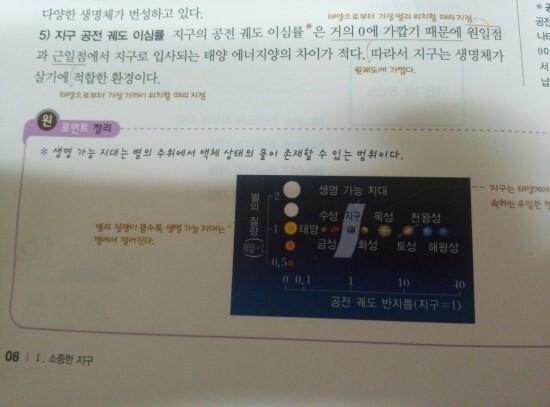 다양한 생명체가 번성하고 있다.
태양으로부터 가장 멀리 위치할 때의 지점
5) 지구 공전 궤도 이심률 지구의 공전 궤도 이심률*은 거의 0에 가깝기 때문에 원일점
과 근일점에서 지구로 입사되는 태양 에너지양의 차이가 적다. 따라서 지구는 생명체가
원궤도에 가깝다.
살기에 적합한 환경이다.
태양으로부터 가장 가까이 위치할 때의 지점
원 포인트 정리
* 생명 가능 지대는 별의 주위에서 액체 상태의 물이 존재할 수 있는 범위이다.
별의 질량이 클수록 생명 가능 지대는
별에서 멀어진다.
별의 질량(태양=1)
2
1
0.5
생명 가능 지대
수성 지구 목성 천왕성
태양
금성 화성 토성 해왕성
0 0.1 1 10 40
공전 궤도 반지름(지구=1)
지구는 태양계에
속하는 유일한
08 | Ⅰ. 소중한 지구